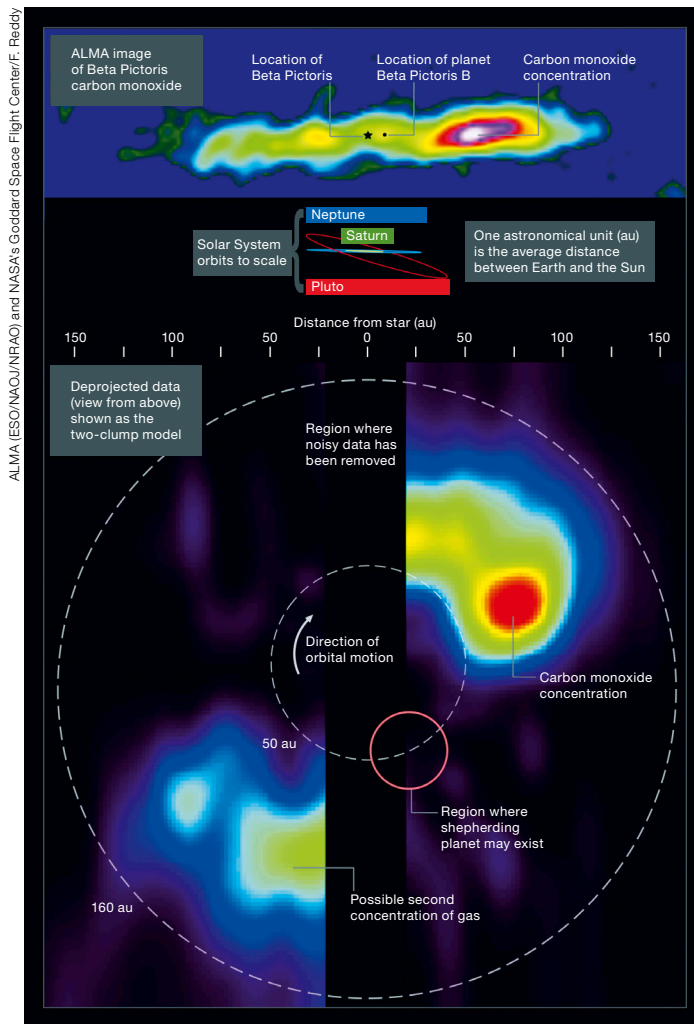 ALMA (ESO/NAOJ/NRAO) and NASA's Goddard Space Flight Center/F. Reddy
ALMA image
of Beta Pictoris
carbon monoxide
Location of
Beta Pictoris
Location of planet
Beta Pictoris B
Carbon monoxide
concentration
Solar System
orbits to scale
Neptune
Saturn
Pluto
One astronomical unit (au)
is the average distance
between Earth and the Sun
Distance from star (au)
150 100 50 0 50 100 150
Deprojected data
(view from above)
shown as the
two-clump model
Region where
noisy data has
been removed
Direction of
orbital motion
Carbon monoxide
concentration
50 au
Region where
shepherding
planet may exist
Possible second
concentration of gas
160 au